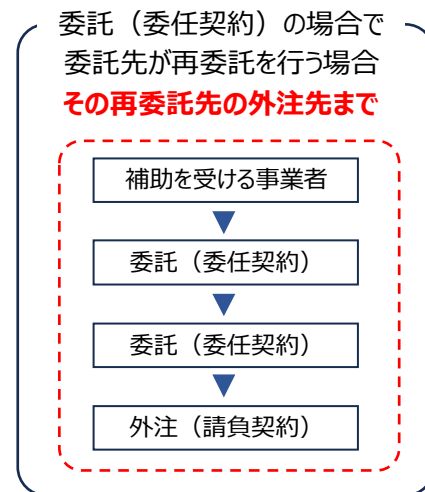 委託（委任契約）の場合で
委託先が再委託を行う場合
その再委託先の外注先まで
補助を受ける事業者
委託（委任契約）
委託（委任契約）
外注（請負契約）